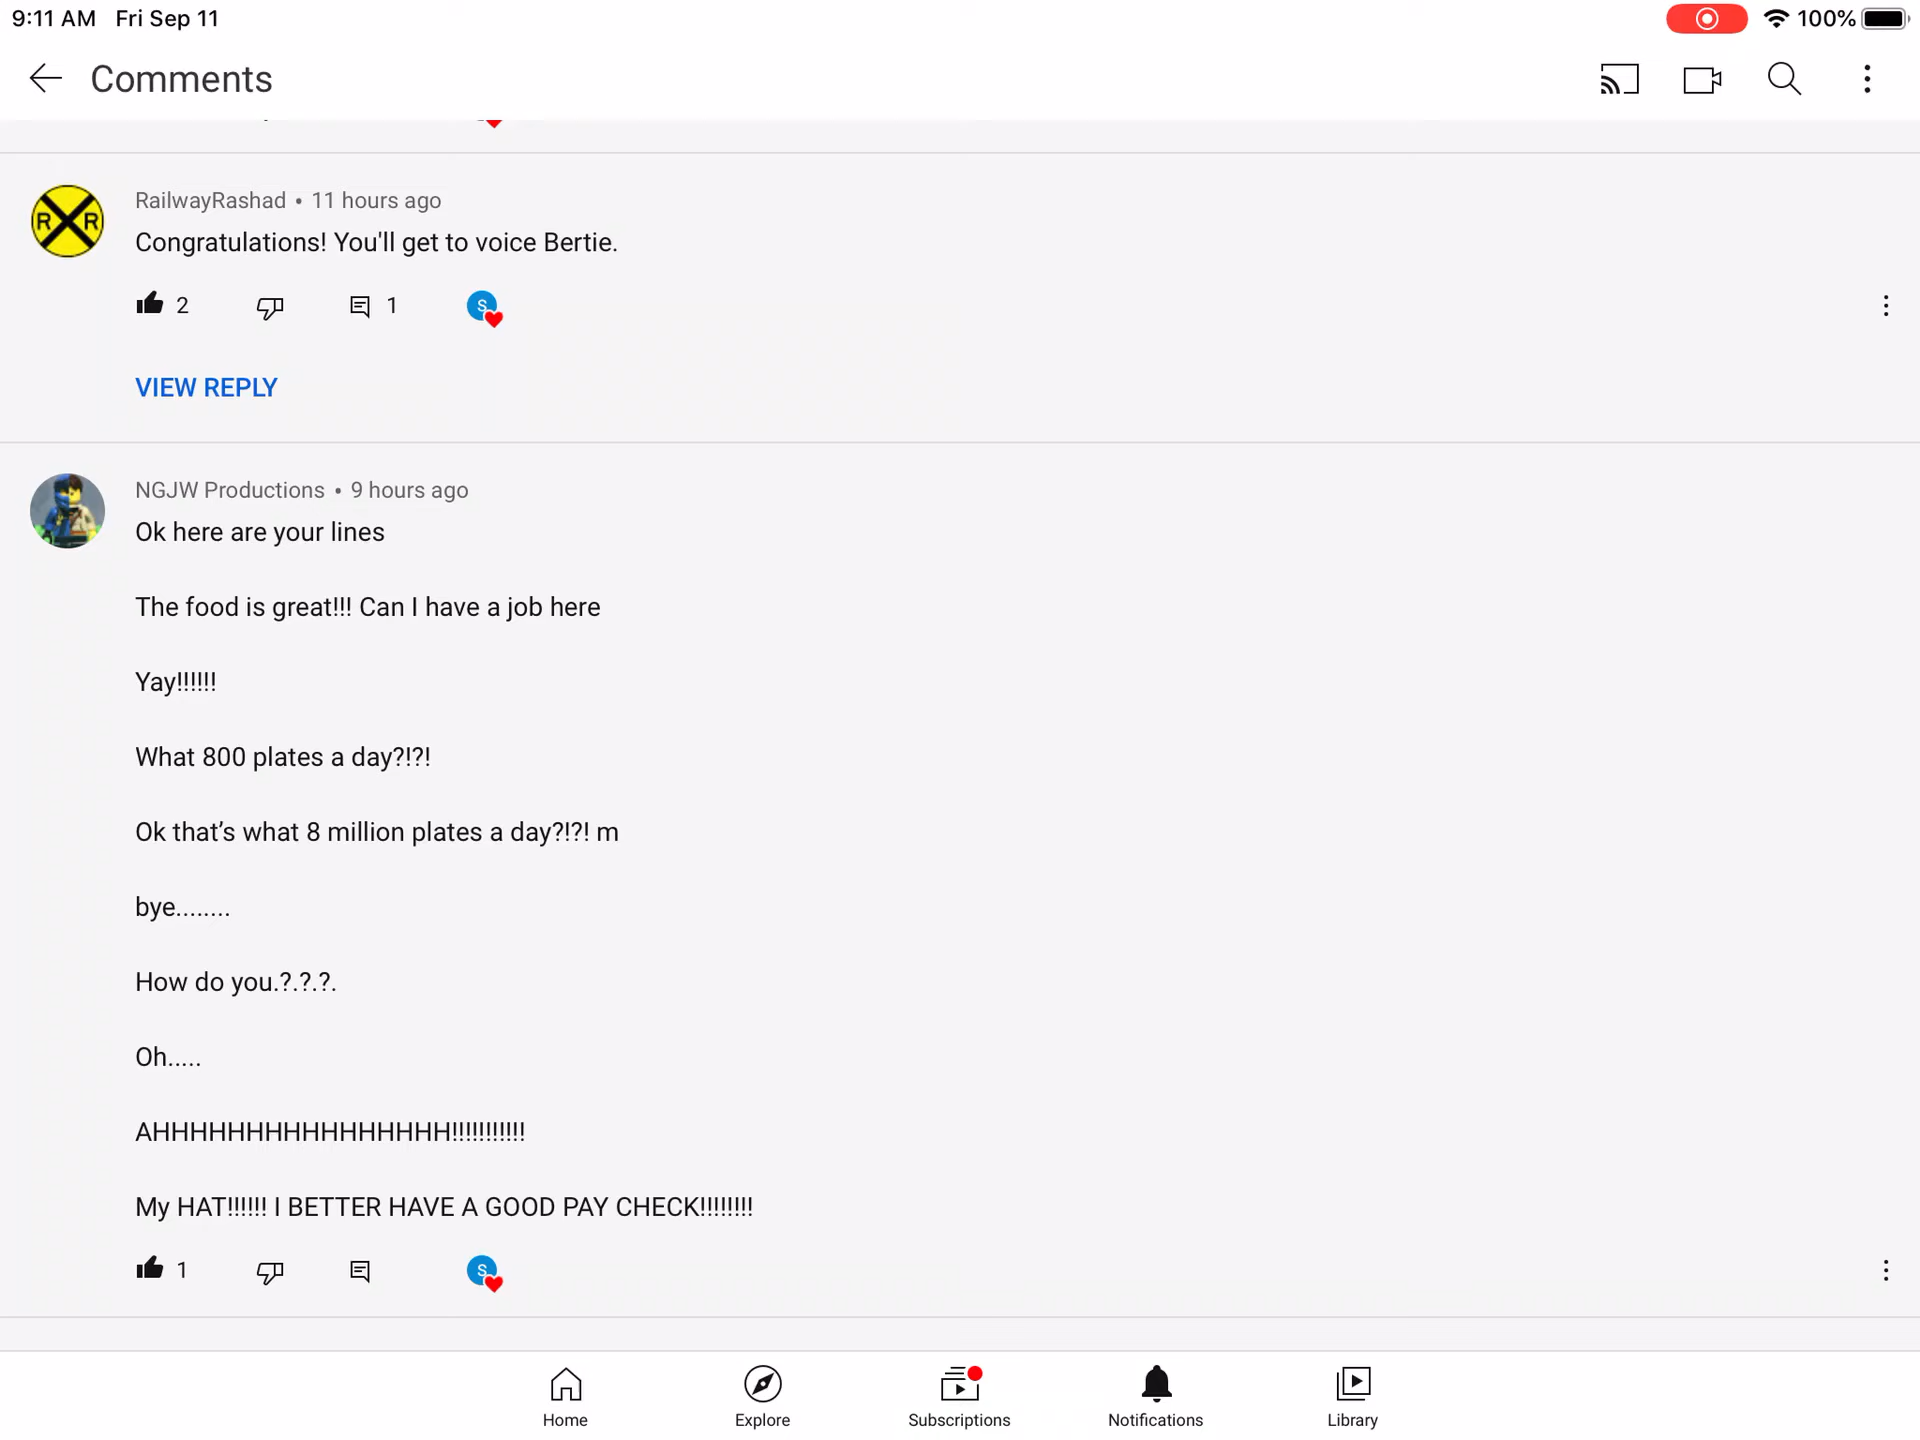 9:11 AM Fri Sep 11
100%
Comments
R R
RailwayRashad • 11 hours ago
Congratulations! You'll get to voice Bertie.
2
1
S
VIEW REPLY
NGJW Productions • 9 hours ago
Ok here are your lines
The food is great!!! Can I have a job here
Yay!!!!!!
What 800 plates a day?!?!
Ok that’s what 8 million plates a day?!?! m
bye........
How do you.?.?.?.
Oh.....
AHHHHHHHHHHHHHHHH!!!!!!!!!!!
My HAT!!!!!! I BETTER HAVE A GOOD PAY CHECK!!!!!!!!
1
S
Home
Explore
Subscriptions
Notifications
Library